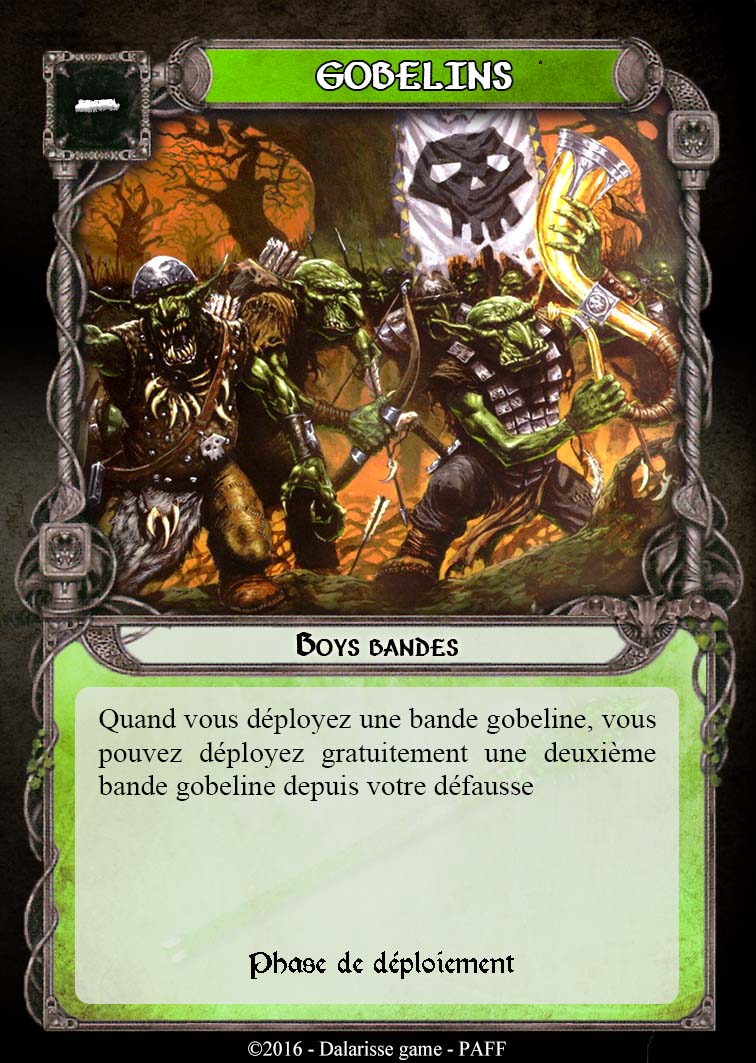 -
GOBELINS
BOYS BANDES
Quand vous déployez une bande gobeline, vous
pouvez déployez gratuitement une deuxième
bande gobeline depuis votre défausse
Phase de déploiement
©2016 - Dalarisse game - PAFF